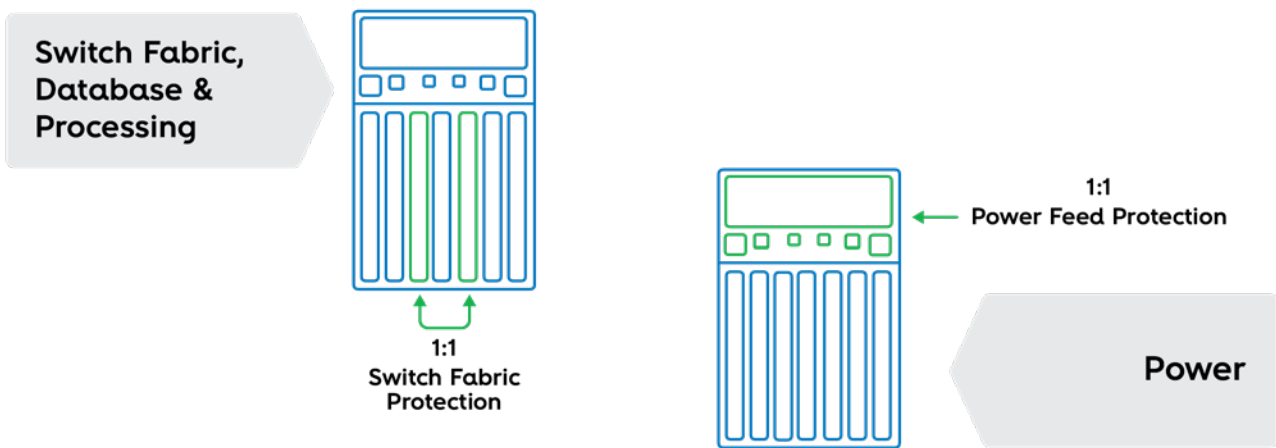 Switch Fabric,
Database &
Processing
1:1
Switch Fabric
Protection
1:1
Power Feed Protection
Power